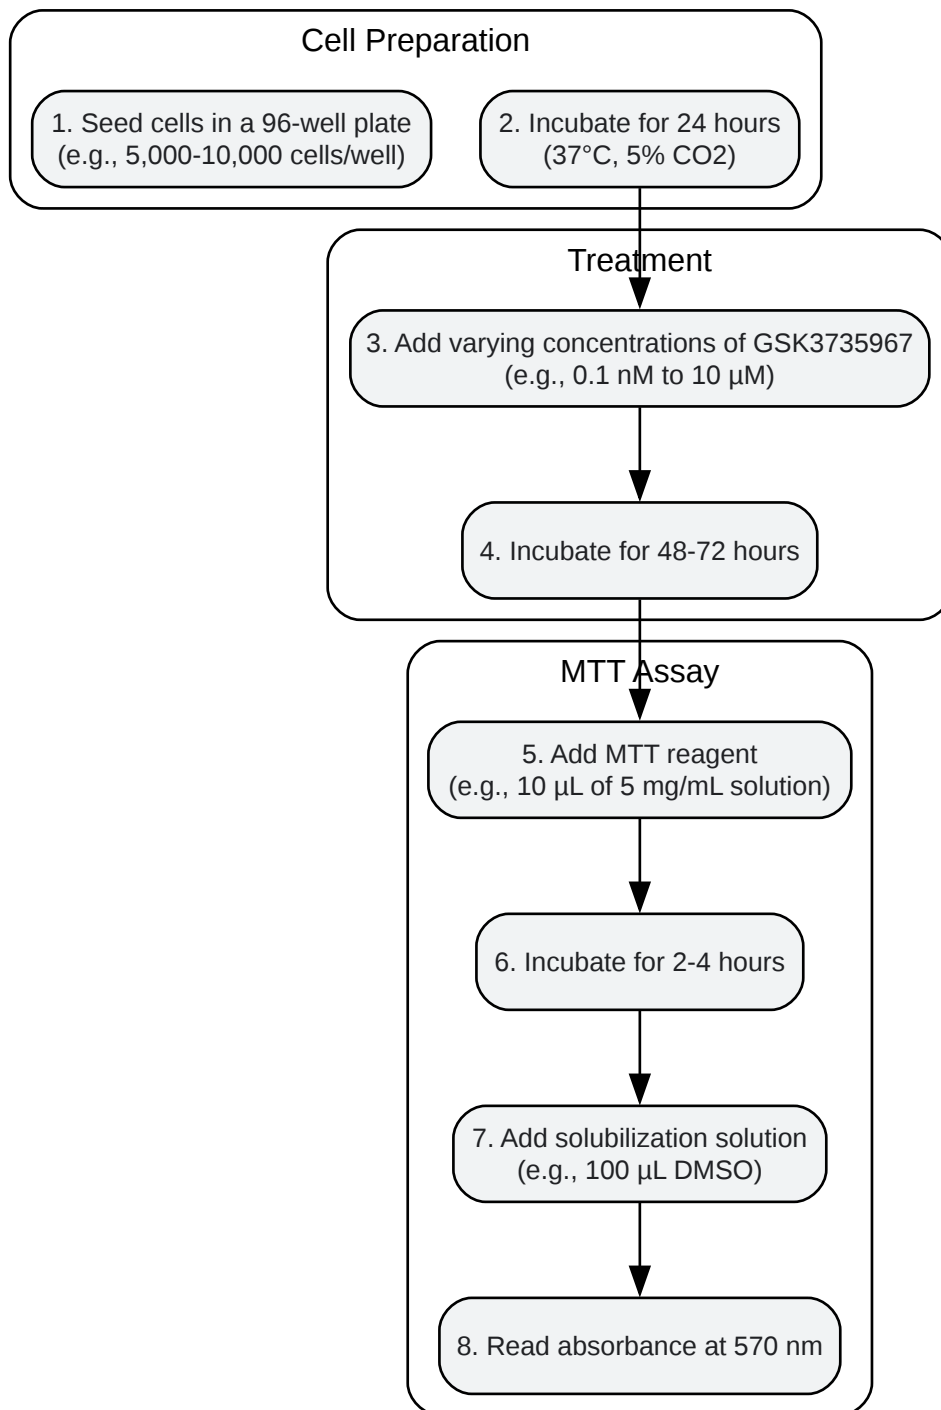 Cell Preparation
1. Seed cells in a 96-well plate
(e.g., 5,000-10,000 cells/well)
2. Incubate for 24 hours
(37°C, 5% CO2)
Treatment
3. Add varying concentrations of GSK3735967
(e.g., 0.1 nM to 10 µM)
4. Incubate for 48-72 hours
MTT Assay
5. Add MTT reagent
(e.g., 10 µL of 5 mg/mL solution)
6. Incubate for 2-4 hours
7. Add solubilization solution
(e.g., 100 µL DMSO)
8. Read absorbance at 570 nm